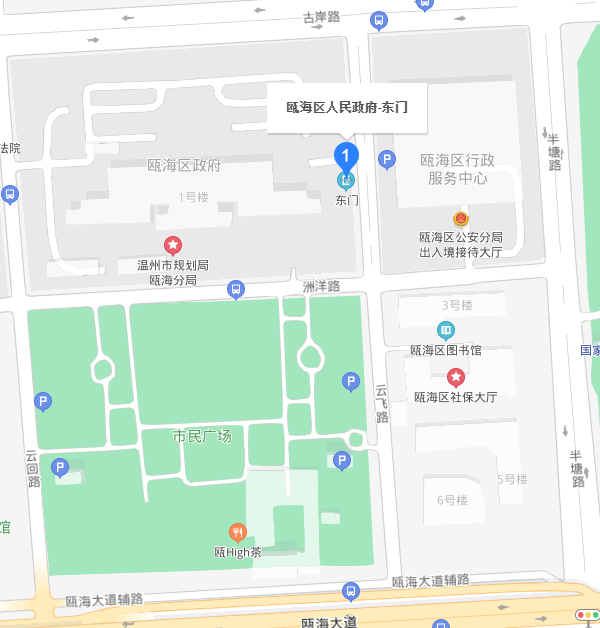 古岸路
瓯海区人民政府-东门
法院
半塘路
1
P
瓯海区政府
瓯海区行政
服务中心
1号楼
东门
瓯海区公安分局
出入境接待大厅
温州市规划局
瓯海分局
洲洋路
3号楼
瓯海区图书馆
国家
P
云飞路
瓯海区社保大厅
P
市民广场
云回路
P
P
半塘路
5号楼
6号楼
馆
瓯High茶
瓯海大道辅路
瓯海大道辅路
瓯海大道